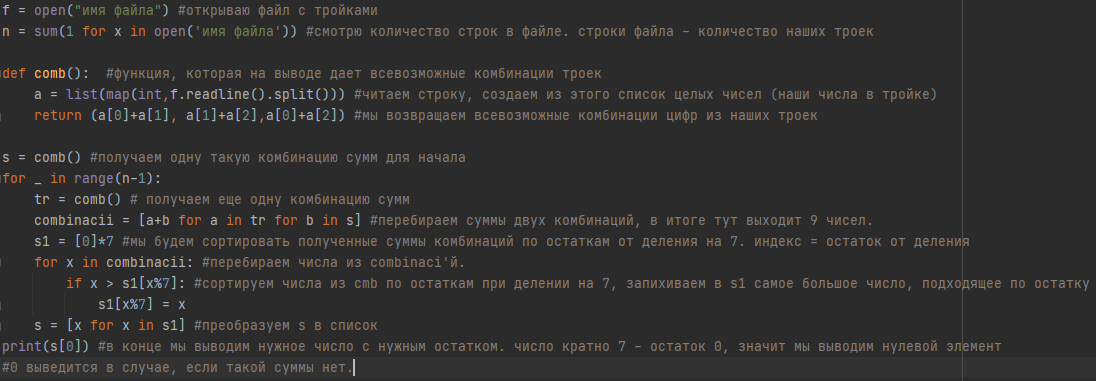 f = open("имя файла") #открываю файл с тройками
n = sum(1 for x in open('имя файла')) #смотрю количество строк в файле. строки файла – количество наших троек
def comb():  #функция, которая на выводе дает всевозможные комбинации троек
    a = list(map(int,f.readline().split())) #читаем строку, создаем из этого список целых чисел (наши числа в тройке)
    return (a[0]+a[1], a[1]+a[2],a[0]+a[2]) #мы возвращаем всевозможные комбинации цифр из наших троек
s = comb() #получаем одну такую комбинацию сумм для начала
for _ in range(n-1):
    tr = comb() # получаем еще одну комбинацию сумм
    combinacii = [a+b for a in tr for b in s] #перебираем суммы двух комбинаций, в итоге тут выходит 9 чисел.
    s1 = [0]*7 #мы будем сортировать полученные суммы комбинаций по остаткам от деления на 7. индекс = остаток от деления
    for x in combinacii: #перебираем числа из combinaci'й.
        if x > s1[x%7]: #сортируем числа из cmb по остаткам при делении на 7, запихиваем в s1 самое большое число, подходящее по остатку
            s1[x%7] = x
    s = [x for x in s1] #преобразуем s в список
print(s[0]) #в конце мы выводим нужное число с нужным остатком. число кратно 7 – остаток 0, значит мы выводим нулевой элемент
#0 выведится в случае, если такой суммы нет.